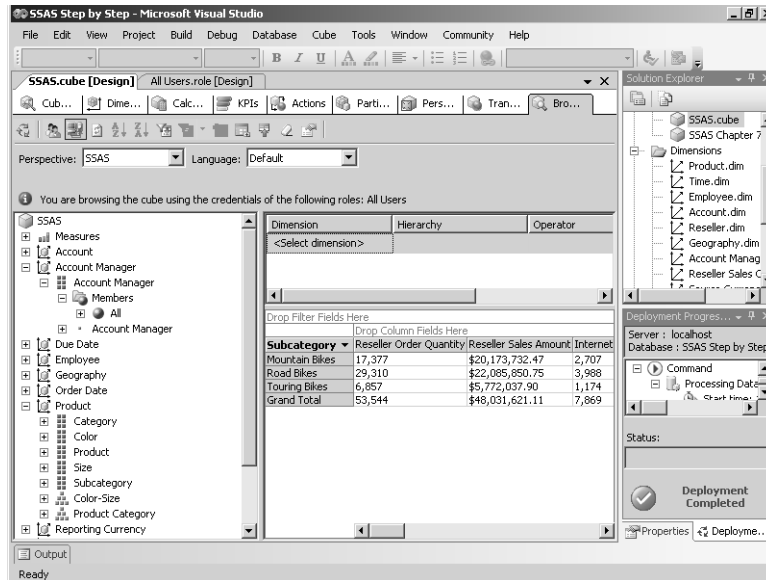 SSAS Step by Step - Microsoft Visual Studio
File Edit View Project Build Debug Database Cube Tools Window Community Help
B I U A
SSAS.cube [Design] All Users.role [Design]
Cub... Dime... Calc... KPIs Actions Parti... Pers... Tran... Bro...
Perspective: SSAS Language: Default
You are browsing the cube using the credentials of the following roles: All Users
SSAS
Measures
Account
Account Manager
Account Manager
Members
All
Account Manager
Due Date
Employee
Geography
Order Date
Product
Category
Color
Product
Size
Subcategory
Color-Size
Product Category
Reporting Currency
Dimension Hierarchy Operator
<Select dimension>
Drop Filter Fields Here
Drop Column Fields Here
Subcategory Reseller Order Quantity Reseller Sales Amount Internet
Mountain Bikes 17,377 $20,173,732.47 2,707
Road Bikes 29,310 $22,085,850.75 3,988
Touring Bikes 6,857 $5,772,037.90 1,174
Grand Total 53,544 $48,031,621.11 7,869
Solution Explorer
SSAS.cube
SSAS Chapter 7
Dimensions
Product.dim
Time.dim
Employee.dim
Account.dim
Reseller.dim
Geography.dim
Account Manag
Reseller Sales C
Deployment Progres...
Server : localhost
Database : SSAS Step by Step
Command
Processing Data
Start time:
Status:
Deployment
Completed
Properties Deployme...
Output
Ready